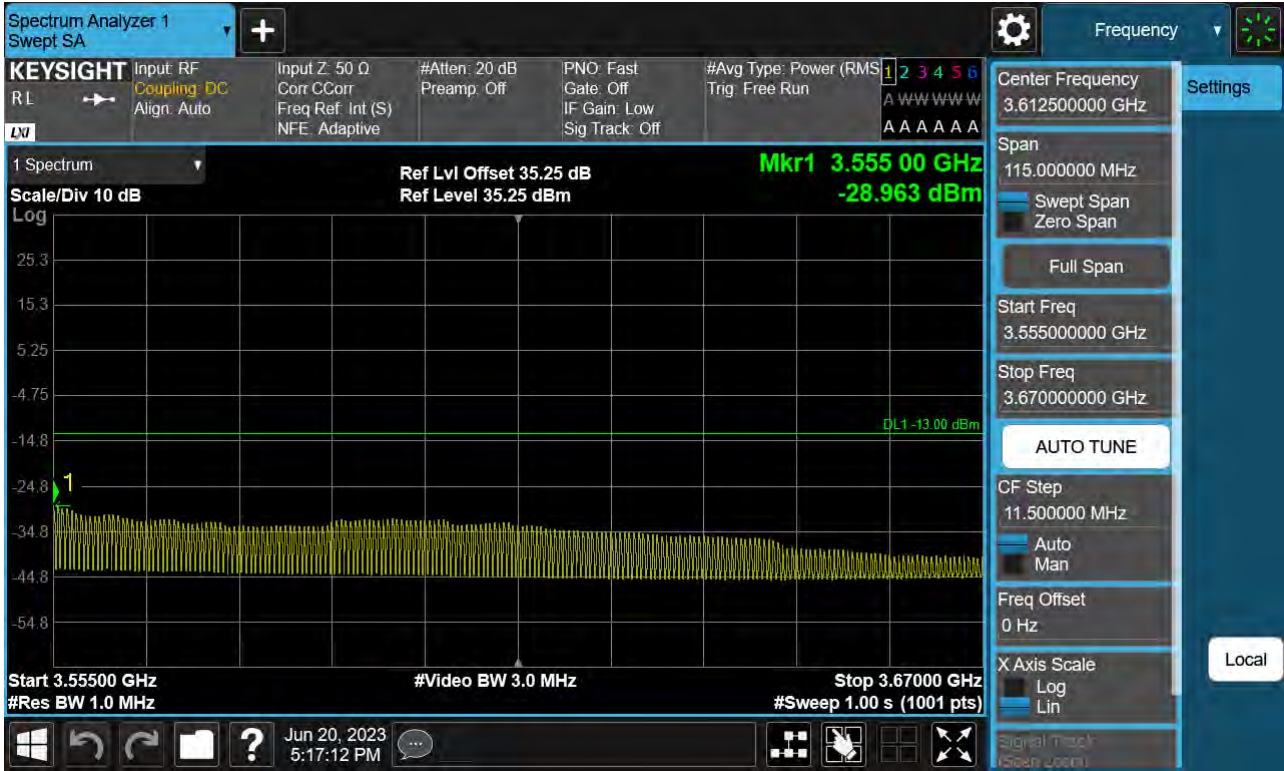 Spectrum Analyzer 1
Swept SA
Frequency
KEYSIGHT
R L
LXI
Input: RF
Coupling: DC
Align: Auto
Input Z: 50 Ω
Corr CCorr
Freq Ref: Int (S)
NFE: Adaptive
#Atten: 20 dB
Preamp: Off
PNO: Fast
Gate: Off
IF Gain: Low
Sig Track: Off
#Avg Type: Power (RMS
Trig: Free Run
1 2 3 4 5 6
A W W W W W
A A A A A A
1 Spectrum
Scale/Div 10 dB
Log
Ref Lvl Offset 35.25 dB
Ref Level 35.25 dBm
Mkr1 3.555 00 GHz
-28.963 dBm
25.3
15.3
5.25
-4.75
-14.8
-24.8
-34.8
-44.8
-54.8
DL1 -13.00 dBm
1
Start 3.55500 GHz
#Res BW 1.0 MHz
#Video BW 3.0 MHz
Stop 3.67000 GHz
#Sweep 1.00 s (1001 pts)
Center Frequency
3.612500000 GHz
Span
115.000000 MHz
Swept Span
Zero Span
Full Span
Start Freq
3.555000000 GHz
Stop Freq
3.670000000 GHz
AUTO TUNE
CF Step
11.500000 MHz
Auto
Man
Freq Offset
0 Hz
X Axis Scale
Log
Lin
Signal Track
(Span Zoom)
Settings
Local
?
Jun 20, 2023
5:17:12 PM